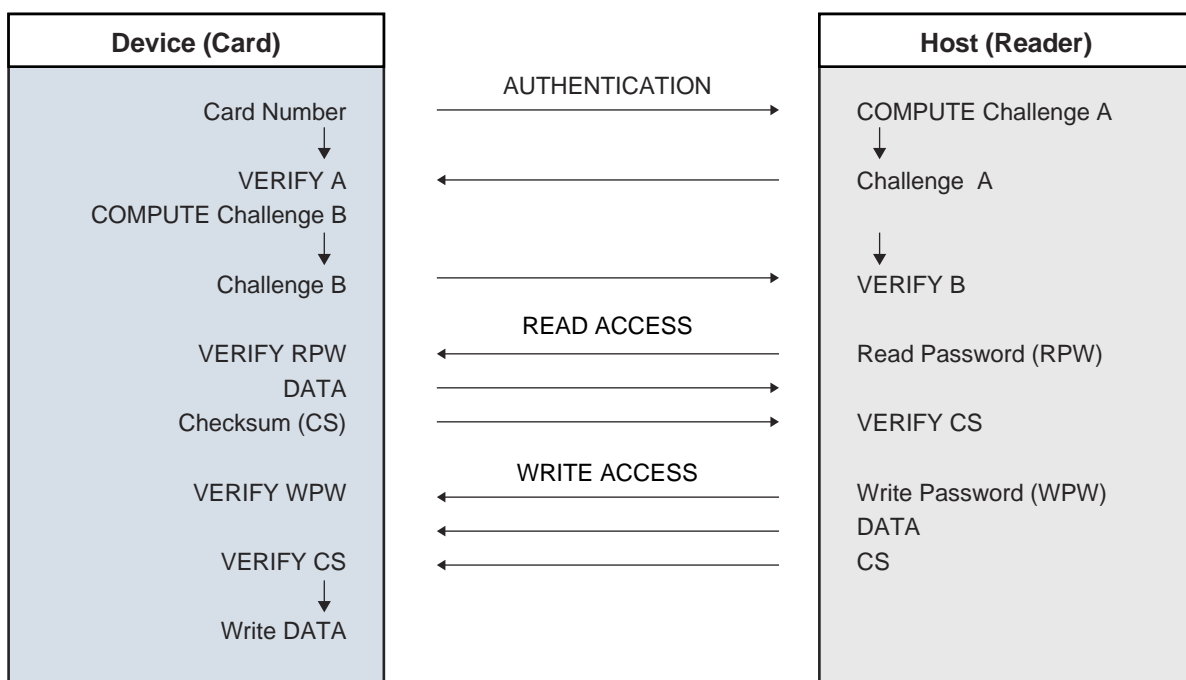 Device (Card)
Host (Reader)
AUTHENTICATION
Card Number
COMPUTE Challenge A
VERIFY A
Challenge A
COMPUTE Challenge B
Challenge B
VERIFY B
READ ACCESS
VERIFY RPW
Read Password (RPW)
DATA
Checksum (CS)
VERIFY CS
WRITE ACCESS
VERIFY WPW
Write Password (WPW)
DATA
VERIFY CS
CS
Write DATA